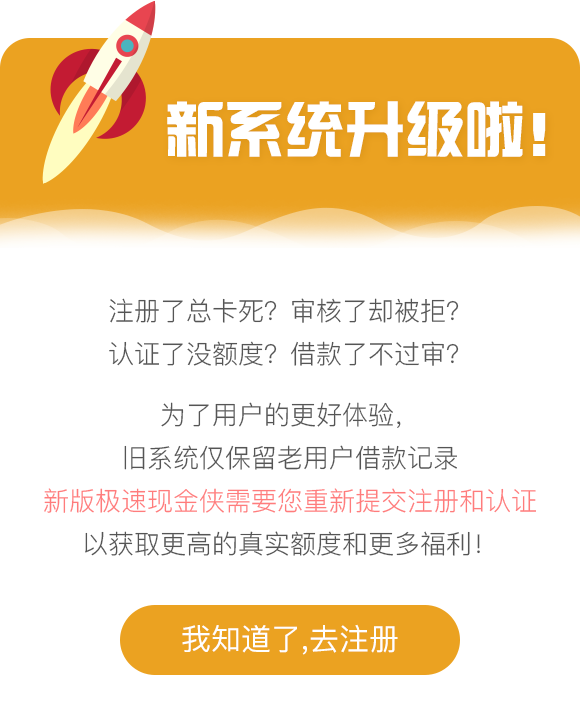 新系统升级啦!
注册了总卡死?审核了却被拒?
认证了没额度?借款了不过审?
为了用户的更好体验,
旧系统仅保留老用户借款记录
新版极速现金侠需要您重新提交注册和认证
以获取更高的真实额度和更多福利!
我知道了,去注册